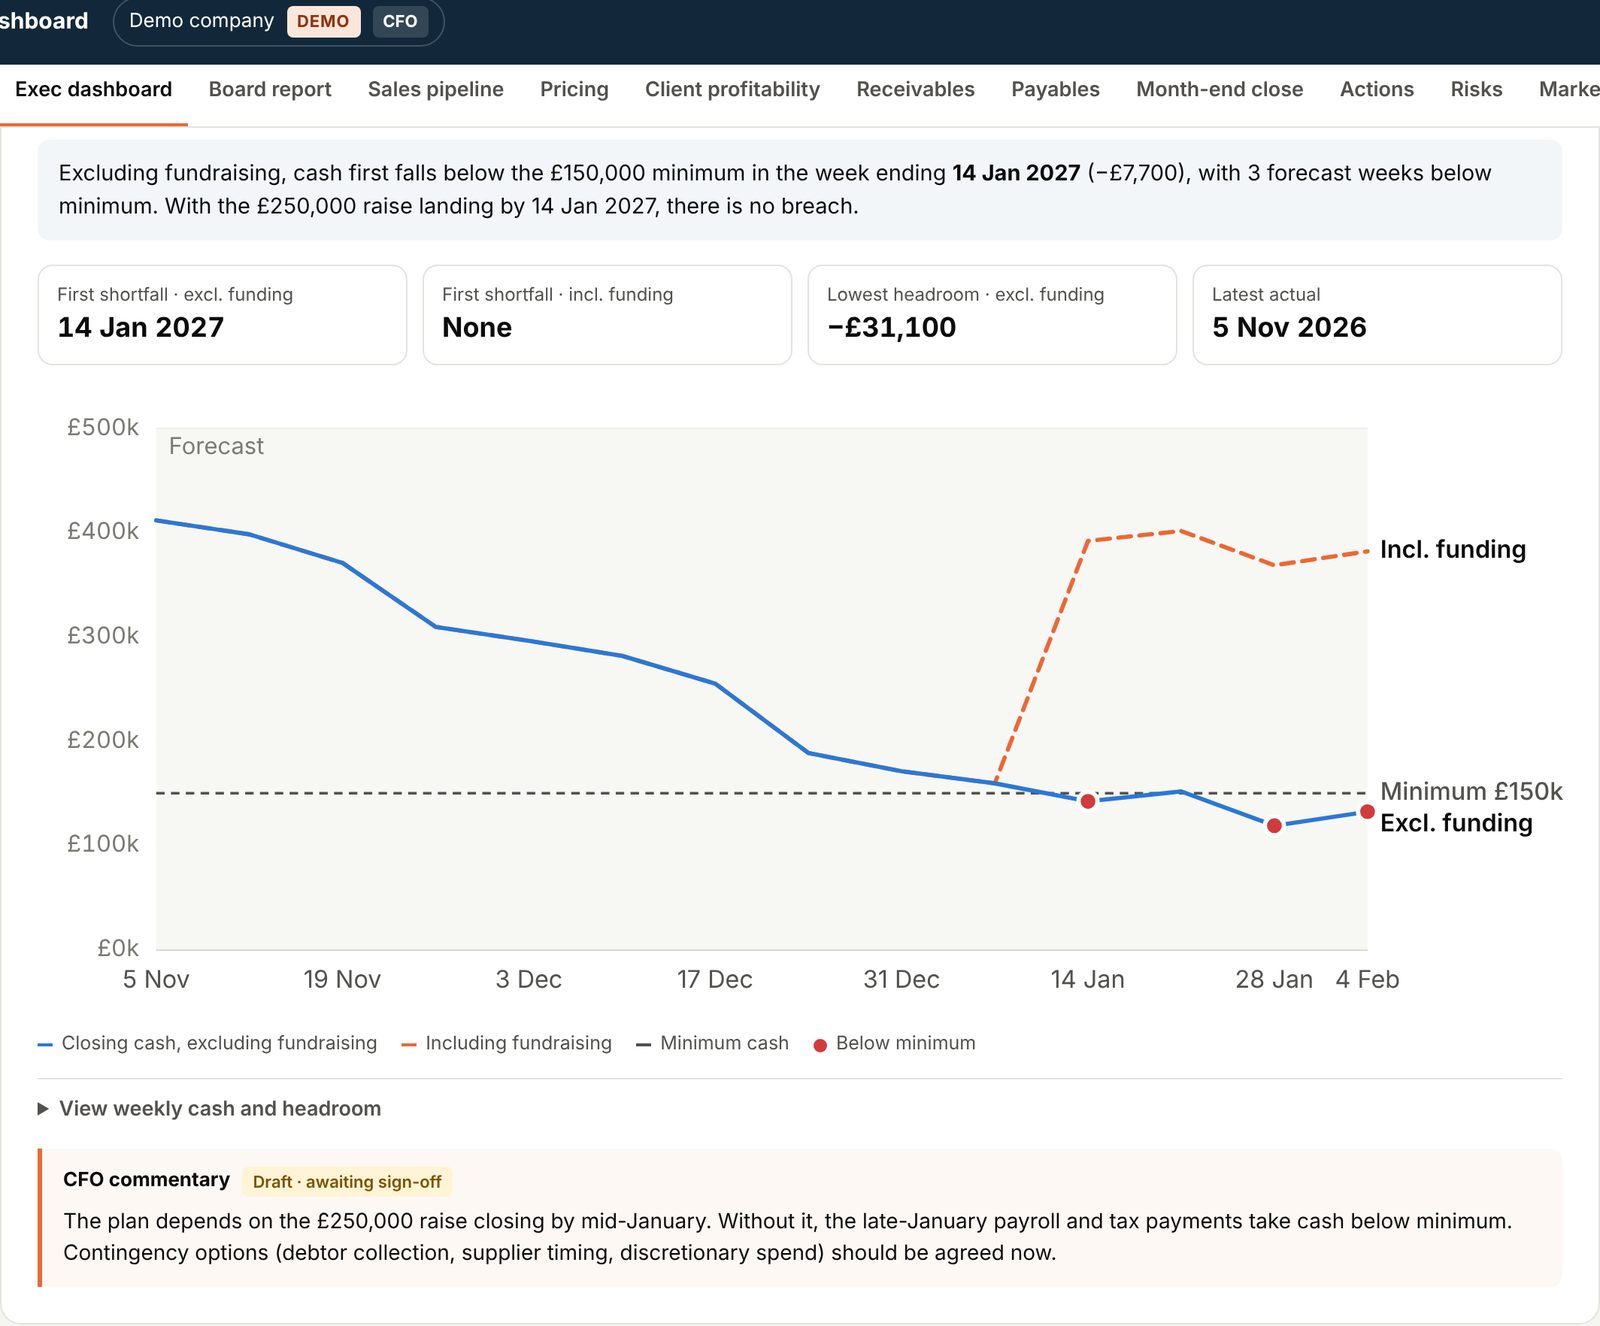 shboard Demo company DEMO CFO
Exec dashboard Board report Sales pipeline Pricing Client profitability Receivables Payables Month-end close Actions Risks Marke
Excluding fundraising, cash first falls below the £150,000 minimum in the week ending 14 Jan 2027 (−£7,700), with 3 forecast weeks below
minimum. With the £250,000 raise landing by 14 Jan 2027, there is no breach.
First shortfall · excl. funding
14 Jan 2027
First shortfall · incl. funding
None
Lowest headroom · excl. funding
−£31,100
Latest actual
5 Nov 2026
£500k
Forecast
£400k
£300k
£200k
£100k
£0k
Incl. funding
Minimum £150k
Excl. funding
5 Nov 19 Nov 3 Dec 17 Dec 31 Dec 14 Jan 28 Jan 4 Feb
Closing cash, excluding fundraising Including fundraising Minimum cash Below minimum
View weekly cash and headroom
CFO commentary Draft · awaiting sign-off
The plan depends on the £250,000 raise closing by mid-January. Without it, the late-January payroll and tax payments take cash below minimum.
Contingency options (debtor collection, supplier timing, discretionary spend) should be agreed now.